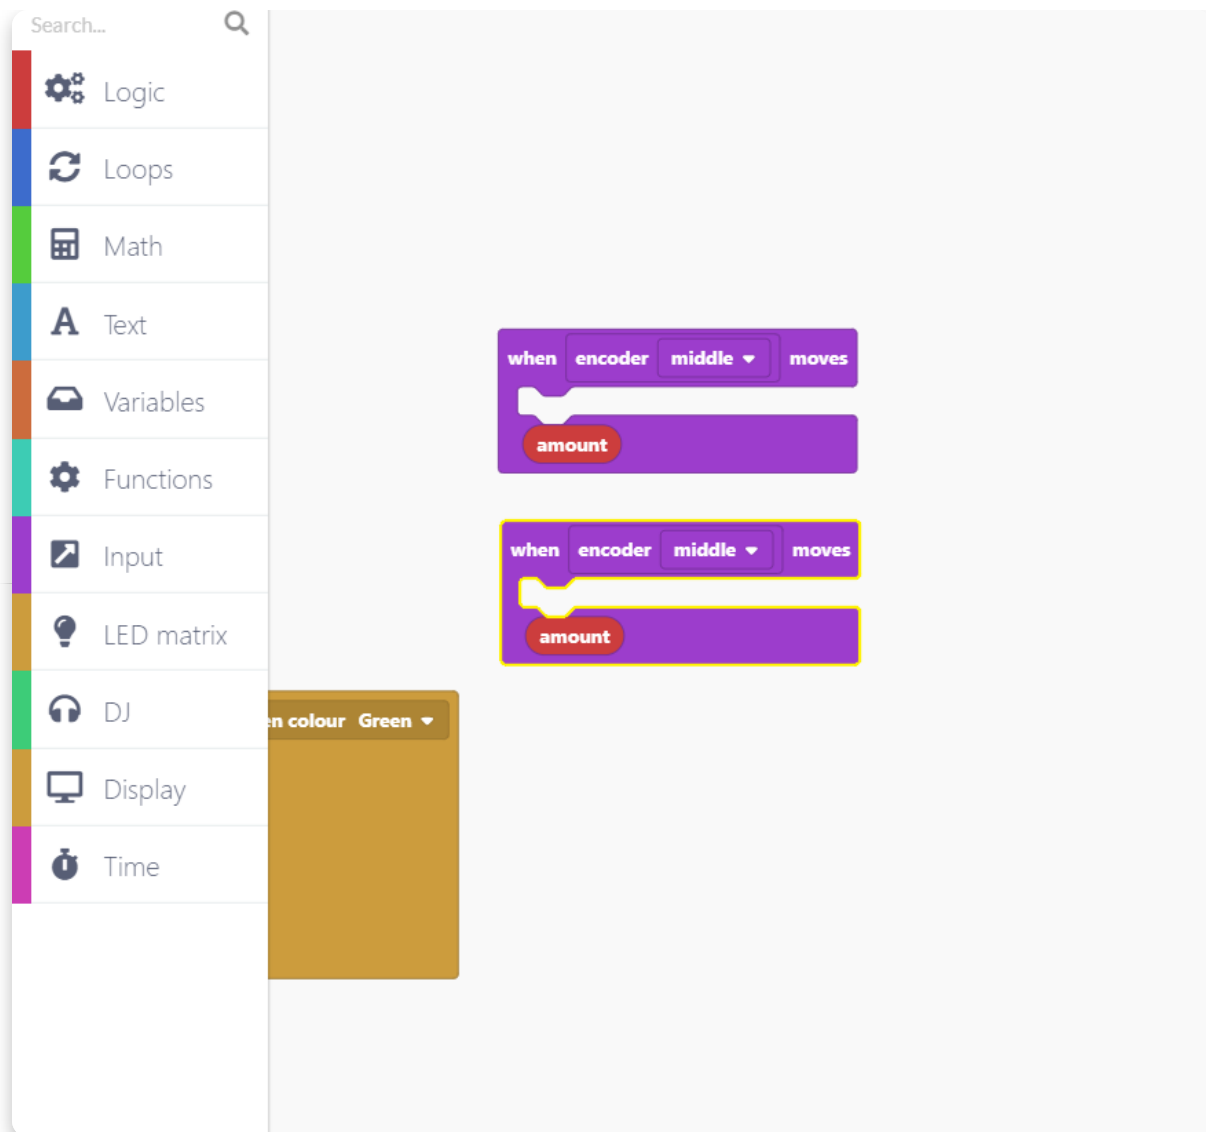 Search...
Logic
Loops
Math
Text
Variables
Functions
Input
LED matrix
DJ
Display
Time
when encoder middle moves
amount
when encoder middle moves
amount
colour Green